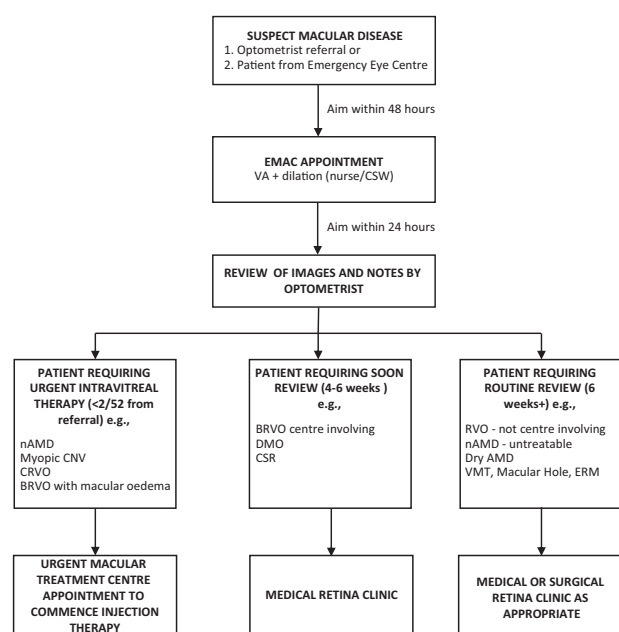 SUSPECT MACULAR DISEASE
1. Optometrist referral or
2. Patient from Emergency Eye Centre
Aim within 48 hours
EMAC APPOINTMENT
VA + dilation (nurse/CSW)
Aim within 24 hours
REVIEW OF IMAGES AND NOTES BY
OPTOMETRIST
PATIENT REQUIRING
URGENT INTRAVITREAL
THERAPY (<2/52 from
referral) e.g.,
nAMD
Myopic CNV
CRVO
BRVO with macular oedema
PATIENT REQUIRING SOON
REVIEW (4-6 weeks )
e.g.,
BRVO centre involving
DMO
CSR
PATIENT REQUIRING
ROUTINE REVIEW (6
weeks+) e.g.,
RVO - not centre involving
nAMD - untreatable
Dry AMD
VMT, Macular Hole, ERM
URGENT MACULAR
TREATMENT CENTRE
APPOINTMENT TO
COMMENCE INJECTION
THERAPY
MEDICAL RETINA CLINIC
MEDICAL OR SURGICAL
RETINA CLINIC AS
APPROPRIATE